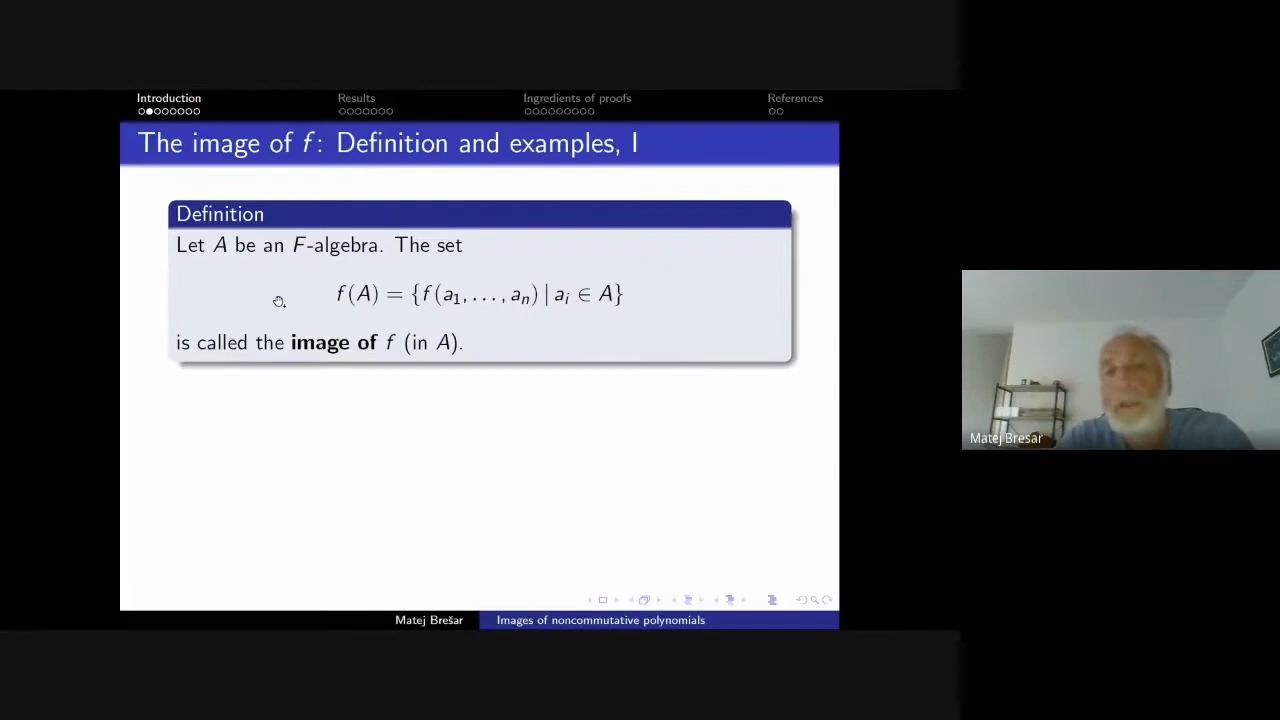 Introduction
Results
Ingredients of proofs
References
The image of f: Definition and examples, I
Definition
Let A be an F-algebra. The set
f(A) = {f(a₁, . . . , aₙ) | aᵢ ∈ A}
is called the image of f (in A).
Matej Bresar
Matej Brešar
Images of noncommutative polynomials